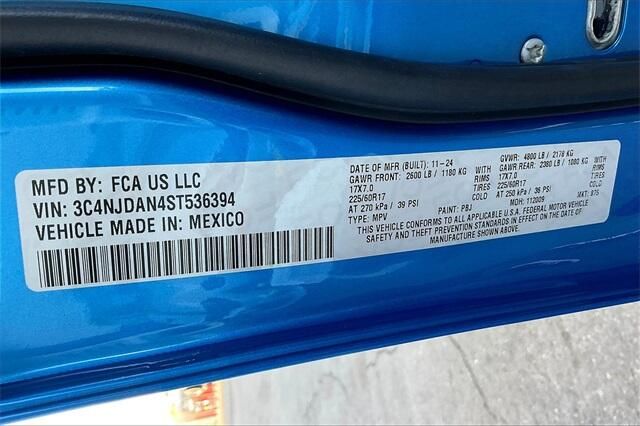 MFD BY: FCA US LLC
VIN: 3C4NJDAN4ST536394
VEHICLE MADE IN: MEXICO
DATE OF MFR (BUILT): 11-24
GVWR: 4800 LB / 2178 KG
GAWR FRONT: 2600 LB / 1180 KG WITH
GAWR REAR: 2380 LB / 1080 KG WITH
17X7.0 RIMS
17X7.0 RIMS
225/60R17 TIRES
225/60R17 TIRES
AT 270 kPa / 39 PSI COLD
AT 250 kPa / 36 PSI COLD
TYPE: MPV PAINT: PBJ MDH: 112009 MKT: 875
THIS VEHICLE CONFORMS TO ALL APPLICABLE U.S. FEDERAL MOTOR VEHICLE
SAFETY AND THEFT PREVENTION STANDARDS IN EFFECT ON DATE OF
MANUFACTURE SHOWN ABOVE.